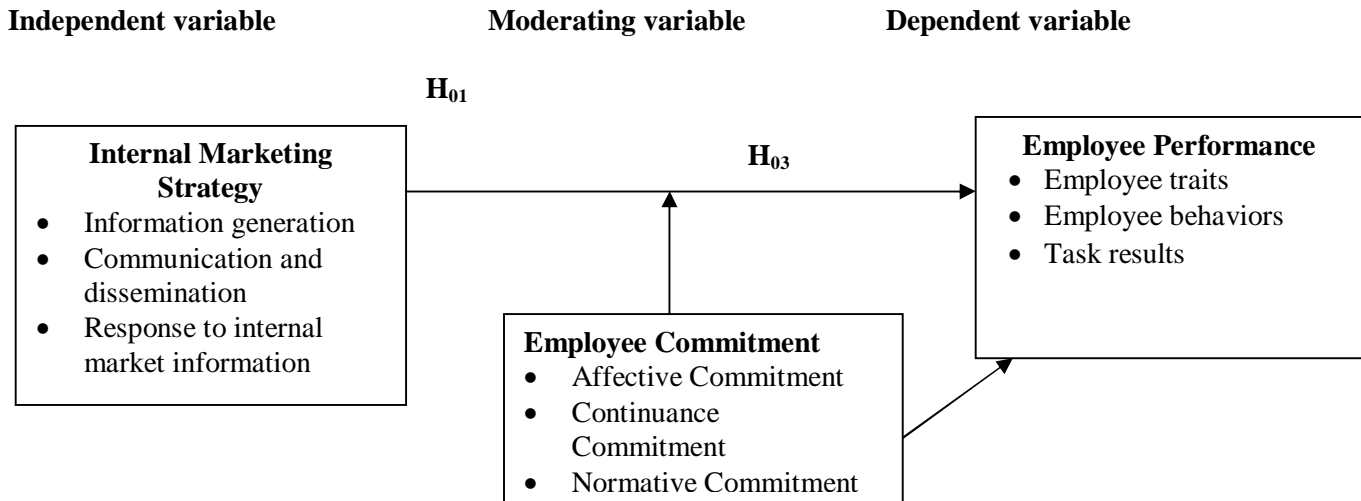 Independent variable
Moderating variable
Dependent variable
H01
Internal Marketing
Strategy
• Information generation
• Communication and
dissemination
• Response to internal
market information
H03
Employee Performance
• Employee traits
• Employee behaviors
• Task results
Employee Commitment
• Affective Commitment
• Continuance
Commitment
• Normative Commitment